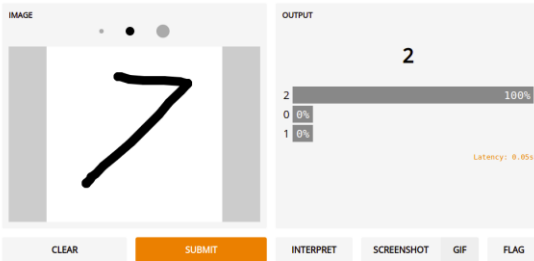 IMAGE
7
CLEAR
SUBMIT
OUTPUT
2
2 100%
0 0%
1 0%
Latency: 0.05s
INTERPRET
SCREENSHOT
GIF
FLAG